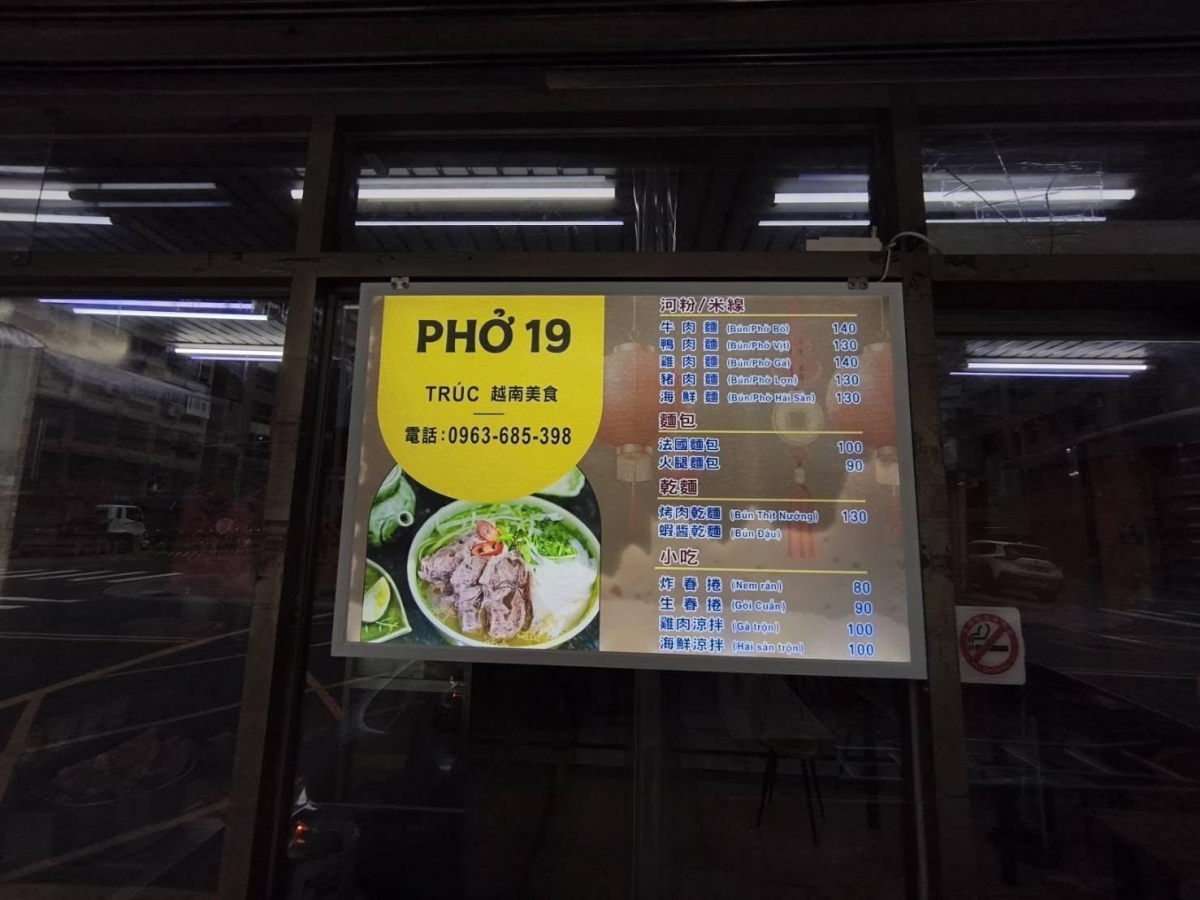 PHỞ 19
TRÚC 越南美食
電話:0963-685-398
河粉/米線
牛肉麵 (Bún/Phở Bò) 140
鴨肉麵 (Bún/Phở Vịt) 130
雞肉麵 (Bún/Phở Gà) 140
豬肉麵 (Bún/Phở Lợn) 130
海鮮麵 (Bún/Phở Hải Sản) 130
麵包
法國麵包 100
火腿麵包 90
乾麵
烤肉乾麵 (Bún Thịt Nướng) 130
蝦醬乾麵 (Bún Đậu)
小吃
炸春捲 (Nem rán) 80
生春捲 (Gỏi Cuấn) 90
雞肉涼拌 (Gà trộn) 100
海鮮涼拌 (Hải sản trộn) 100